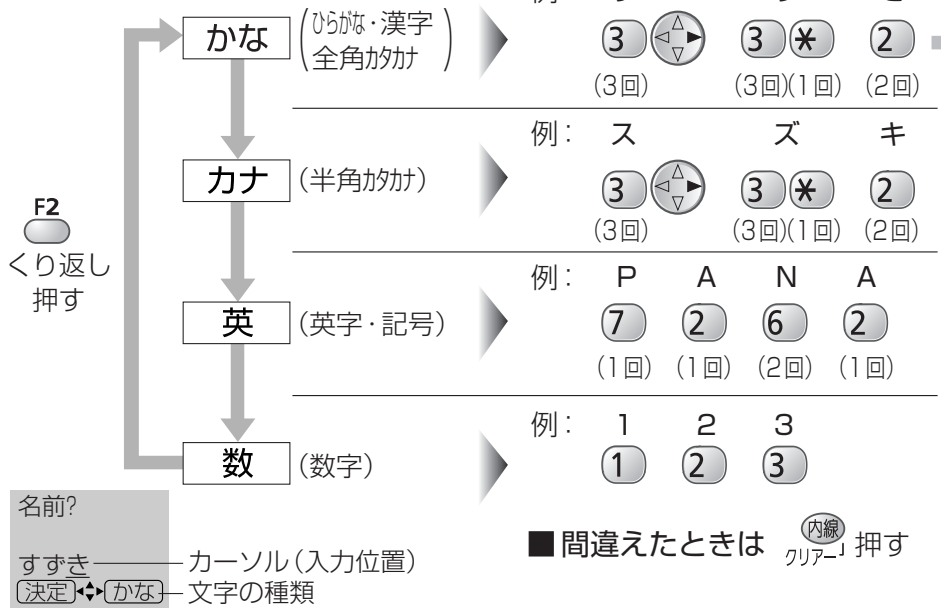 かな (ひらがな・漢字 全角カタカナ)
3 3 * 2
(3回) (3回)(1回) (2回)
例： ス ズ キ
カナ (半角カタカナ) 3 3 * 2
(3回) (3回)(1回) (2回)
F2
くり返し
押す
例： P A N A
英 (英字・記号) 7 2 6 2
(1回) (1回) (2回) (1回)
例： 1 2 3
数 (数字) 1 2 3
名前?
すずき カーソル(入力位置)
決定 かな 文字の種類
■間違えたときは 内線 クリアー 押す